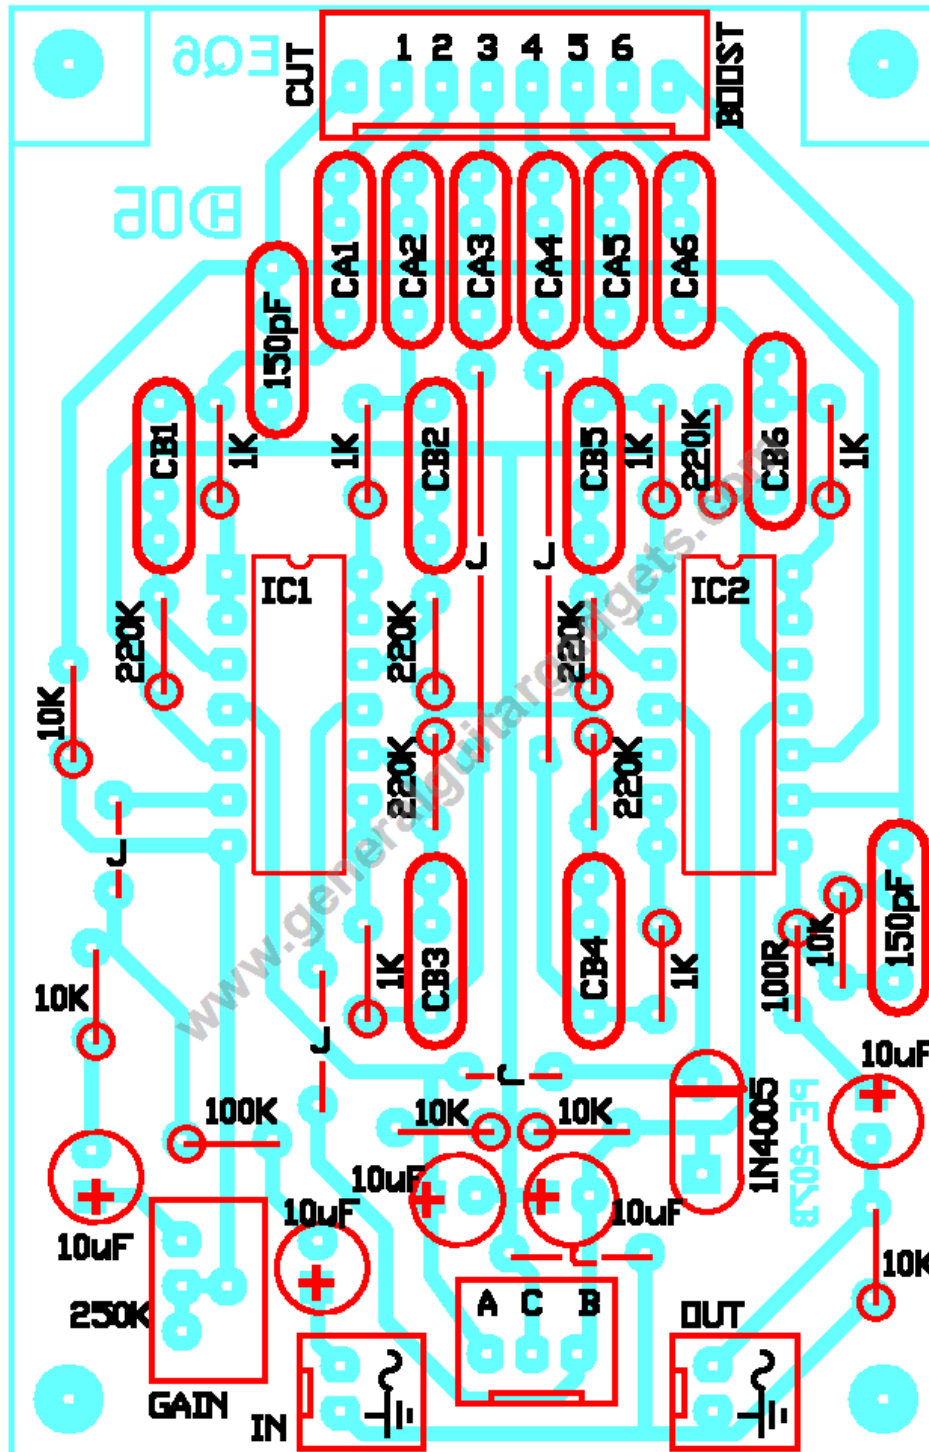 EQ6
CUT
1 2 3 4 5 6
BOOST
CA1
CA2
CA3
CA4
CA5
CA6
150pF
CB1
1K
1K
CB2
CB5
1K
220K
CB6
1K
J
J
IC1
IC2
220K
220K
220K
10K
220K
220K
J
CB3
CB4
1K
1K
100R
10K
150pF
10K
J
J
10uF
100K
10K
10K
1N4005
PE-207B
10uF
10uF
10uF
10uF
J
10K
250K
A C B
OUT
GAIN
IN
www.generalguitargadgets.com